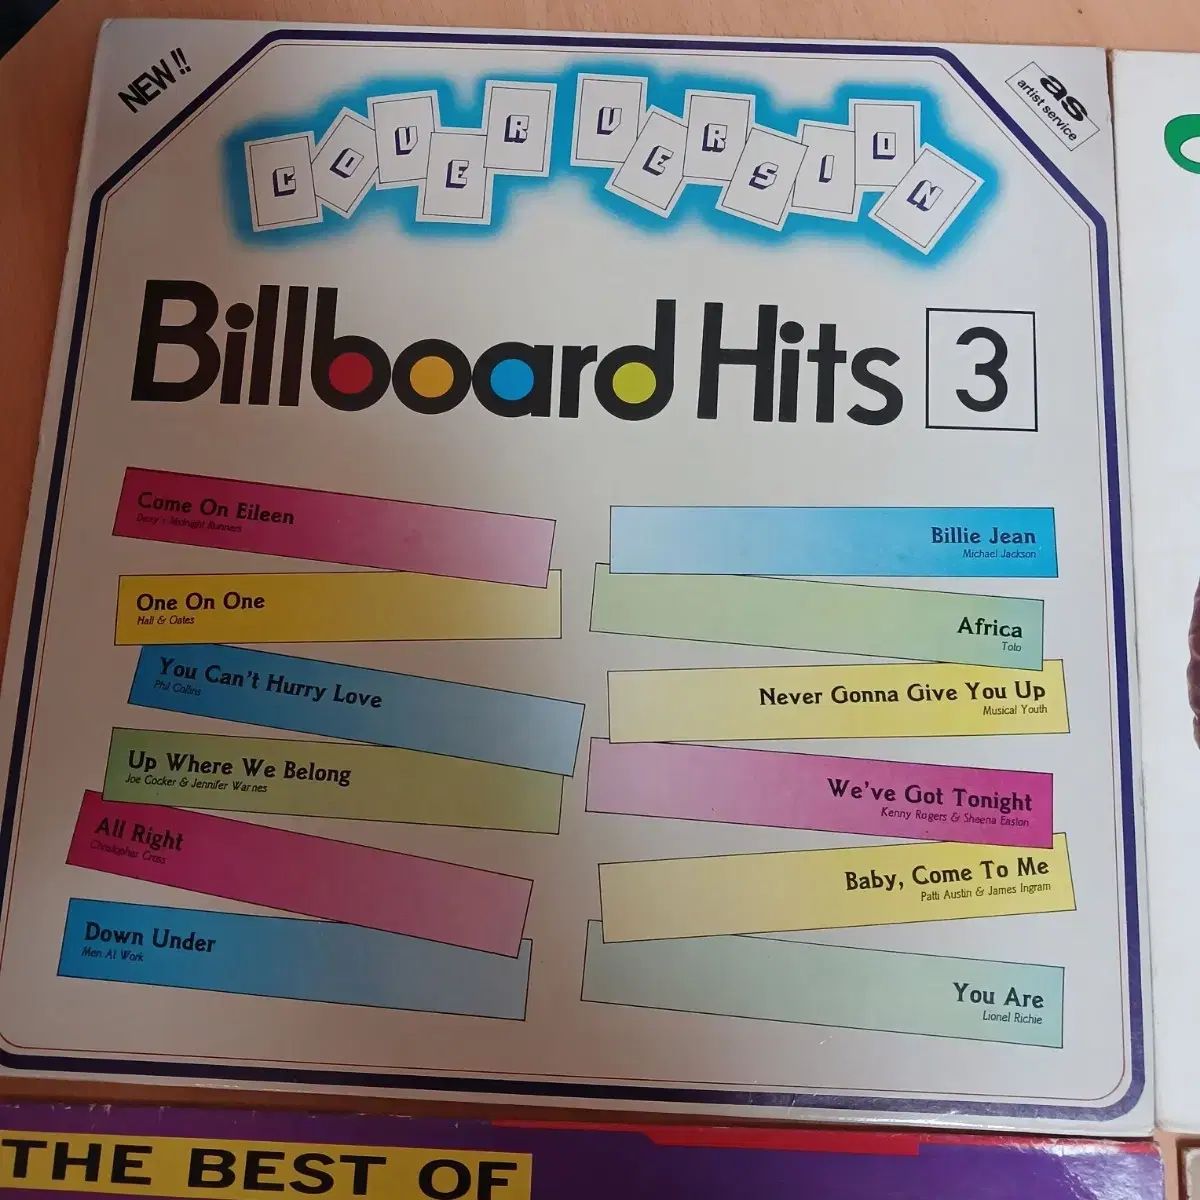 NEW!!
COVER VERSION
as
artist service
Billboard Hits 3
Come On Eileen
Dexy's Midnight Runners
One On One
Hall & Oates
You Can't Hurry Love
Phil Collins
Up Where We Belong
Joe Cocker & Jennifer Warnes
All Right
Christopher Cross
Down Under
Men At Work
Billie Jean
Michael Jackson
Africa
Toto
Never Gonna Give You Up
Musical Youth
We've Got Tonight
Kenny Rogers & Sheena Easton
Baby, Come To Me
Patti Austin & James Ingram
You Are
Lionel Richie
THE BEST OF